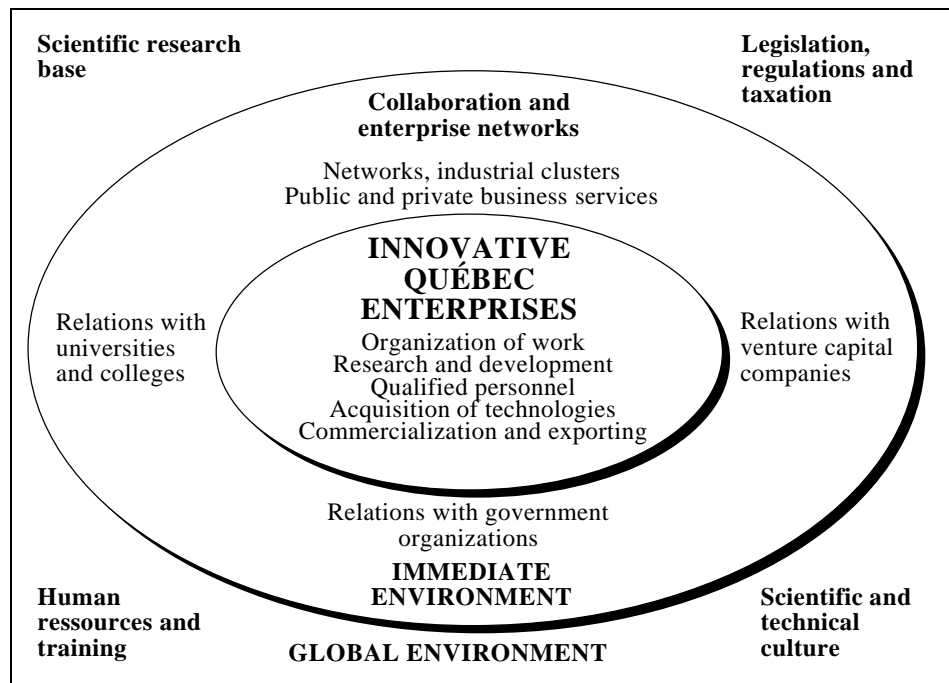 Scientific research
base
Legislation,
regulations and
taxation
Collaboration and
enterprise networks
Networks, industrial clusters
Public and private business services
INNOVATIVE
QUÉBEC
ENTERPRISES
Organization of work
Research and development
Qualified personnel
Acquisition of technologies
Commercialization and exporting
Relations with
universities
and colleges
Relations with
venture capital
companies
Relations with government
organizations
IMMEDIATE
ENVIRONMENT
Human
ressources and
training
GLOBAL ENVIRONMENT
Scientific and
technical
culture